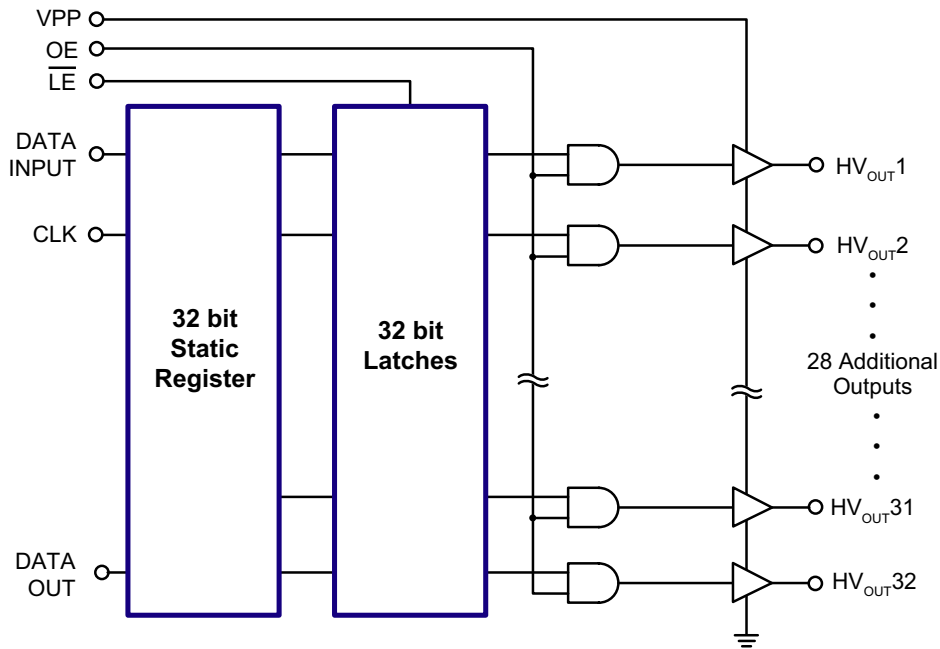 VPP
OE
LE
DATA
INPUT
CLK
DATA
OUT
32 bit
Static
Register
32 bit
Latches
HVOUT1
HVOUT2
28 Additional
Outputs
HVOUT31
HVOUT32